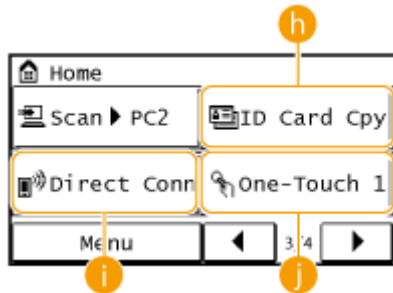 h
Home
Scan ▶ PC2
ID Card Cpy
Direct Conn
One-Touch 1
Menu
3/4
i
j